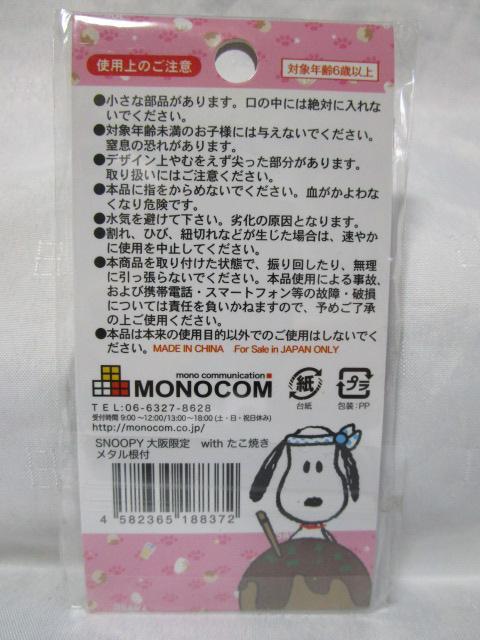 使用上のご注意
対象年齢6歳以上
●小さな部品があります。口の中には絶対に入れな
いでください。
●対象年齢未満のお子様には与えないでください。
窒息の恐れがあります。
●デザイン上やむをえず尖った部分があります。
取り扱いにはご注意ください。
●本品に指をからめないでください。血がかよわな
くなり危険です。
●水気を避けて下さい。劣化の原因となります。
●割れ、ひび、紐切れなどが生じた場合は、速やか
に使用を中止してください。
●本商品を取り付けた状態で、振り回したり、無理
に引っ張らないでください。本品使用による事故、
および携帯電話・スマートフォン等の故障・破損
については責任を負いかねますので、予めご了承
の上ご使用ください。
●本品は本来の使用目的以外でのご使用はしないでくだ
さい。MADE IN CHINA For Sale in JAPAN ONLY
mono communication
MONOCOM
TEL:06-6327-8628
受付時間 9:00～12:00/13:00～18:00 (土・日・祝日休み)
http://monocom.co.jp/
紙
台紙
プラ
包装:PP
SNOOPY 大阪限定 with たこ焼き
メタル根付
4 582365 188372